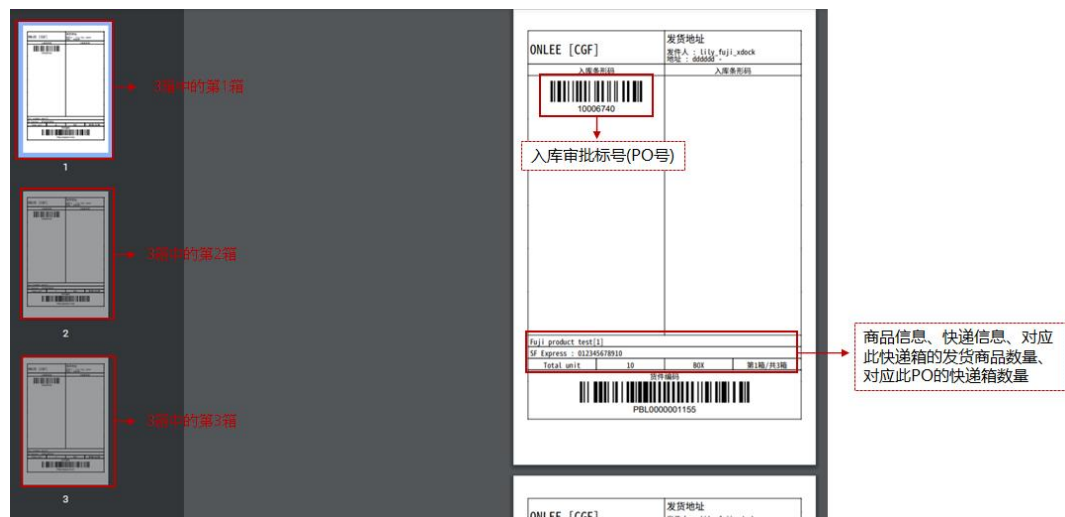 3箱中的第1箱
1
3箱中的第2箱
2
3箱中的第3箱
3
ONLEE [CGF]
发货地址
发件人 : lily_fuji_xdock
地址 : dddddd -
入库条形码
入库条形码
10006740
入库审批标号(PO号)
Fuji product test[1]
SF Express : 012345678910
Total unit 10 BOX 第1箱/共3箱
货件编码
PBL0000001155
商品信息、快递信息、对应
此快递箱的发货商品数量、
对应此PO的快递箱数量
ONLEE [CGF]
发货地址